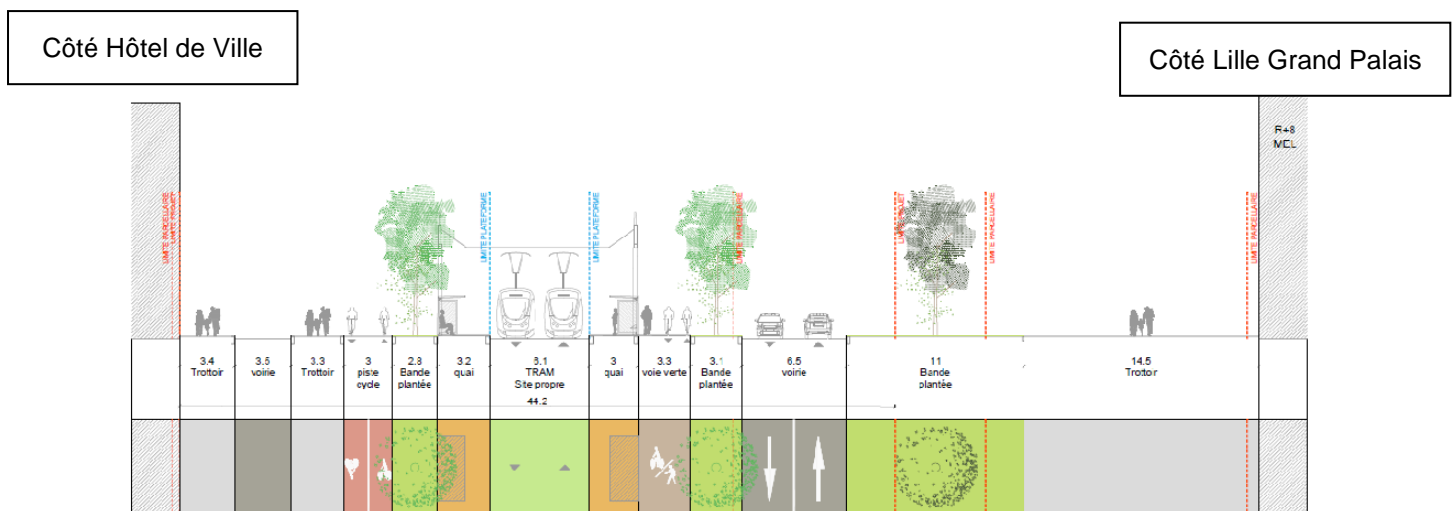 Côté Hôtel de Ville
Côté Lille Grand Palais
R+8
MEL
LIMITE PARCELLAIRE
LIMITE PROJET
LIMITE PLATEFORME
LIMITE PLATEFORME
LIMITE PARCELLAIRE
LIMITE PROJET
LIMITE PARCELLAIRE
LIMITE PARCELLAIRE
3.4
Trottoir
3.5
voirie
3.3
Trottoir
3
piste
cycle
2.8
Bande
plantée
3.2
quai
6.1
TRAM
Site propre
44.2
3
quai
3.3
voie verte
3.1
Bande
plantée
6.5
voirie
11
Bande
plantée
14.5
Trottoir